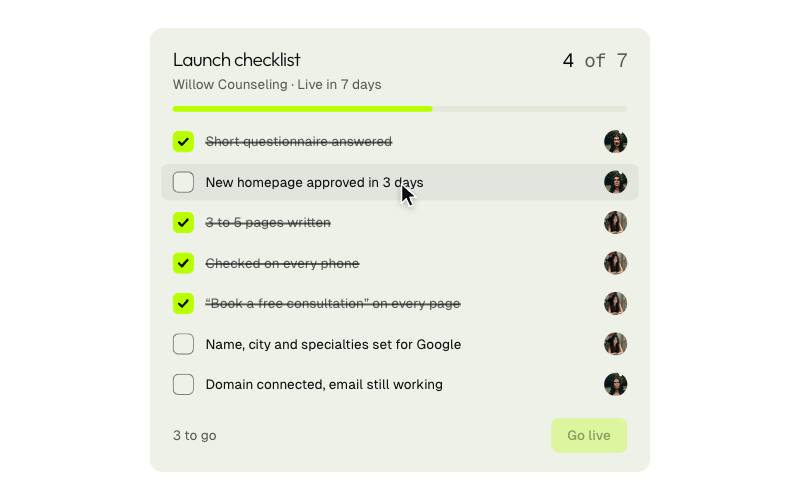 Launch checklist
4 of 7
Willow Counseling · Live in 7 days
Short questionnaire answered
New homepage approved in 3 days
3 to 5 pages written
Checked on every phone
“Book a free consultation” on every page
Name, city and specialties set for Google
Domain connected, email still working
3 to go
Go live